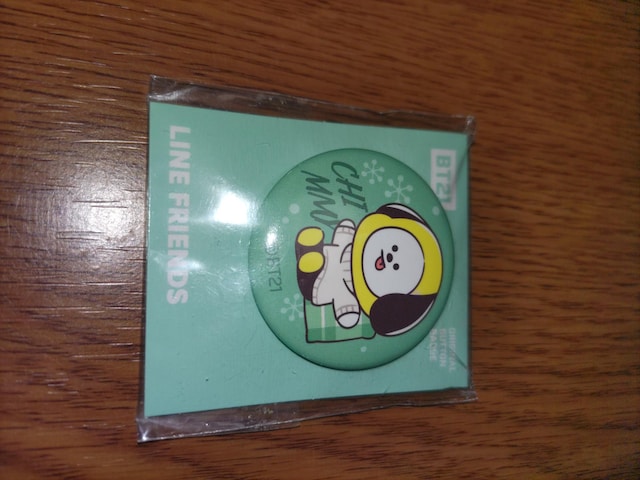 BT21
ORIGINAL
BUTTON
BADGE
CHI
MMY
©BT21
LINE FRIENDS